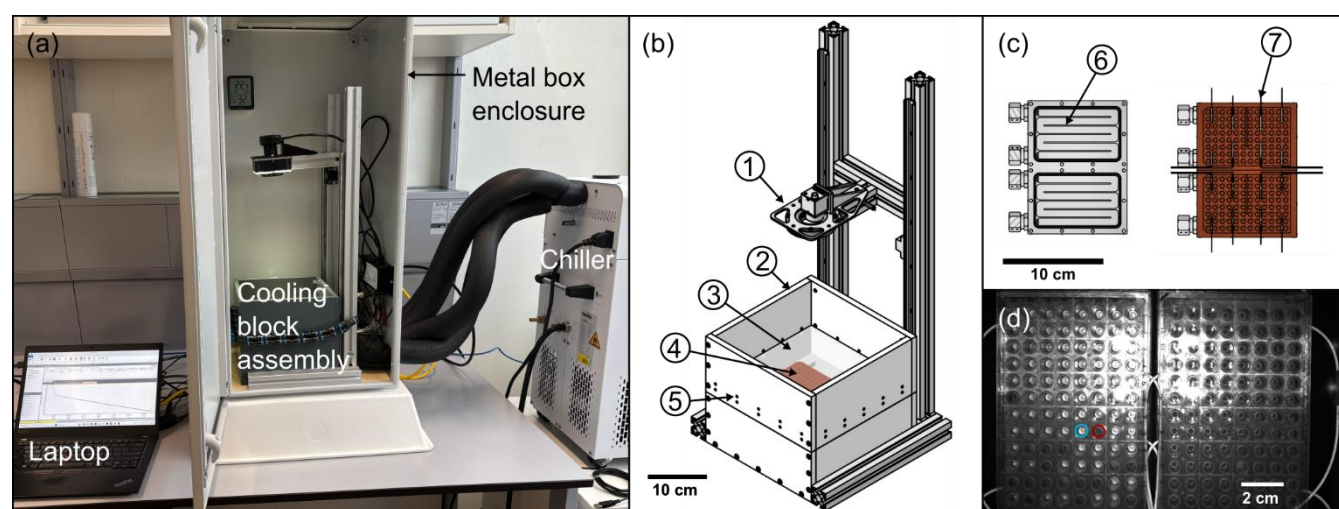 (a)
Metal box
enclosure
Chiller
Cooling
block
assembly
Laptop
(b)
1
2
3
4
5
10 cm
(c)
6
7
10 cm
(d)
2 cm